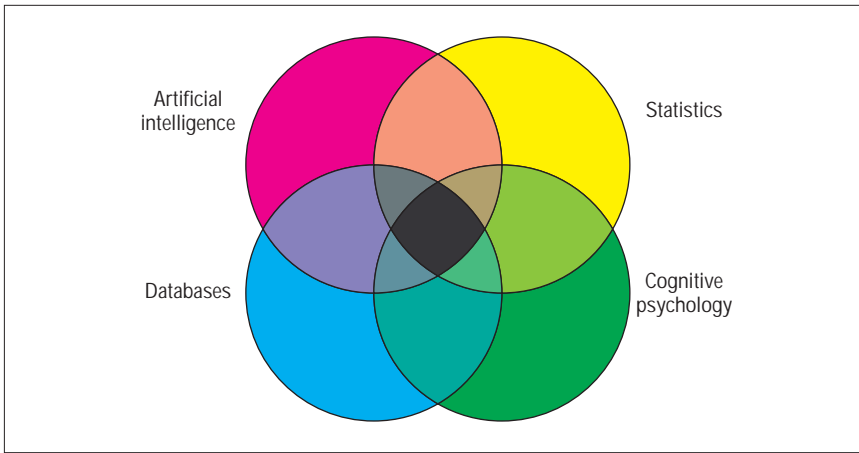 Artificial
intelligence
Statistics
Databases
Cognitive
psychology